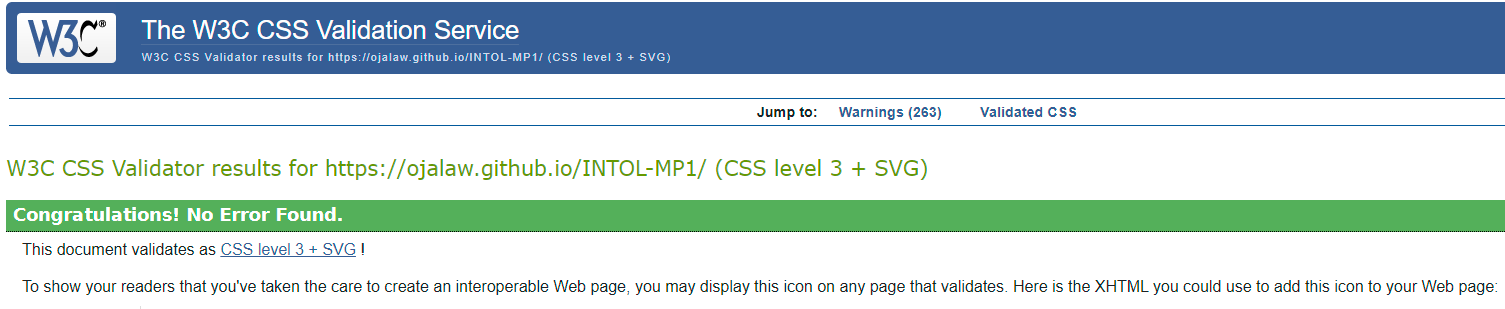 W3C®
The W3C CSS Validation Service
W3C CSS Validator results for https://ojalaw.github.io/INTOL-MP1/ (CSS level 3 + SVG)
Jump to: Warnings (263) Validated CSS
W3C CSS Validator results for https://ojalaw.github.io/INTOL-MP1/ (CSS level 3 + SVG)
Congratulations! No Error Found.
This document validates as CSS level 3 + SVG !
To show your readers that you've taken the care to create an interoperable Web page, you may display this icon on any page that validates. Here is the XHTML you could use to add this icon to your Web page: